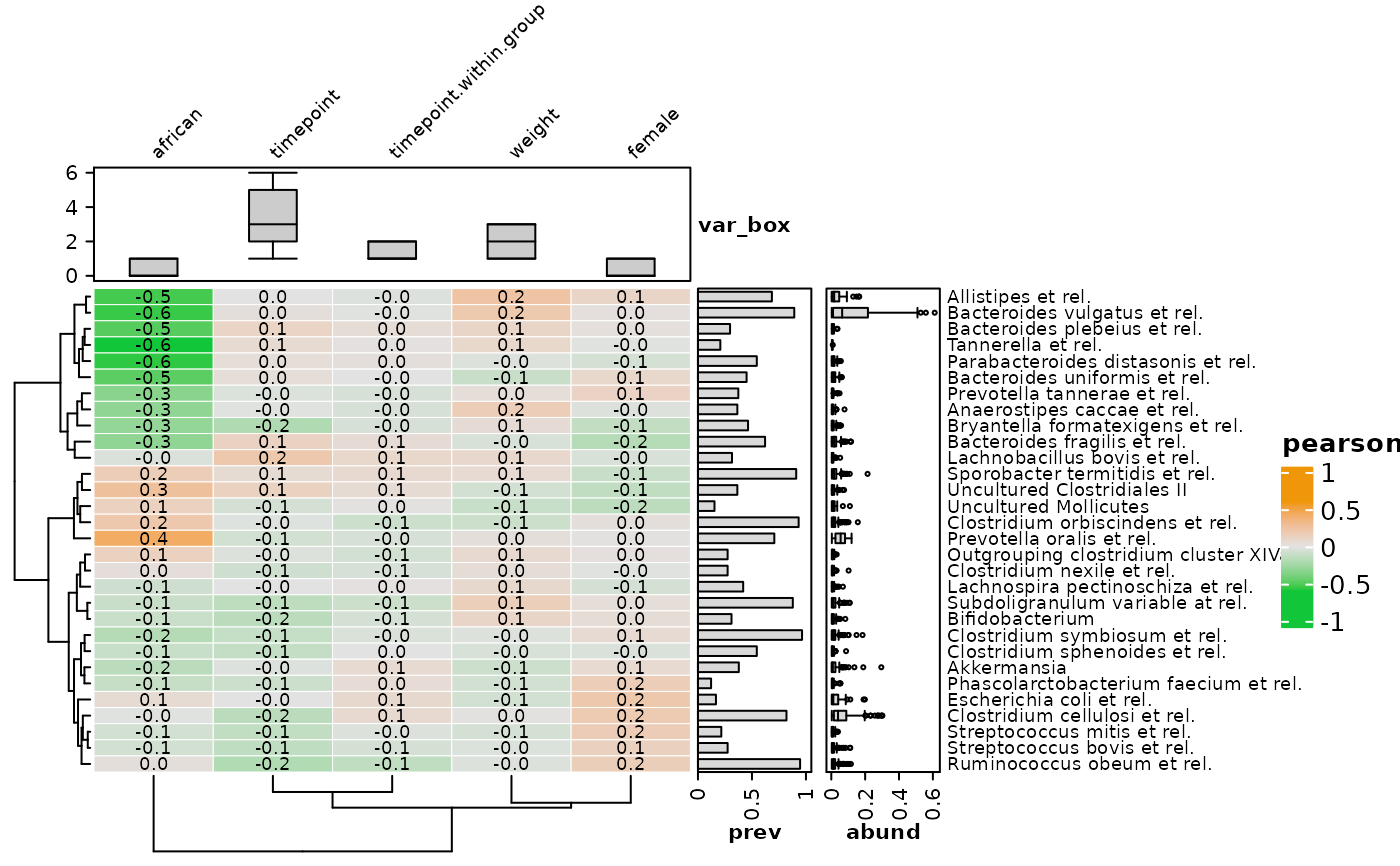 african timepoint timepoint.within.group weight female
6
4
2
0
var_box
-0.5 0.0 -0.0 0.2 0.1 Allistipes et rel.
-0.6 0.0 -0.0 0.2 0.0 Bacteroides vulgatus et rel.
-0.5 0.1 0.0 0.1 0.0 Bacteroides plebeius et rel.
-0.6 0.1 0.0 0.1 -0.0 Tannerella et rel.
-0.6 0.0 0.0 -0.0 -0.1 Parabacteroides distasonis et rel.
-0.5 0.0 -0.0 -0.1 0.1 Bacteroides uniformis et rel.
-0.3 -0.0 -0.0 0.0 0.1 Prevotella tannerae et rel.
-0.3 -0.0 -0.0 0.2 -0.0 Anaerostipes caccae et rel.
-0.3 -0.2 -0.0 0.1 -0.1 Bryantella formatexigens et rel.
-0.3 0.1 0.1 -0.0 -0.2 Bacteroides fragilis et rel.
-0.0 0.2 0.1 0.1 -0.0 Lachnobacillus bovis et rel.
0.2 0.1 0.1 0.1 -0.1 Sporobacter termitidis et rel.
0.3 0.1 0.1 -0.1 -0.1 Uncultured Clostridiales II
0.1 -0.1 0.0 -0.1 -0.2 Uncultured Mollicutes
0.2 -0.0 -0.1 -0.1 0.0 Clostridium orbiscindens et rel.
0.4 -0.1 -0.0 0.0 0.0 Prevotella oralis et rel.
0.1 -0.0 -0.1 0.1 0.0 Outgrouping clostridium cluster XIVa
0.0 -0.1 -0.1 0.0 -0.0 Clostridium nexile et rel.
-0.1 -0.0 0.0 0.1 -0.1 Lachnospira pectinoschiza et rel.
-0.1 -0.1 -0.1 0.1 0.0 Subdoligranulum variable at rel.
-0.1 -0.2 -0.1 0.1 0.0 Bifidobacterium
-0.2 -0.1 -0.0 -0.0 0.1 Clostridium symbiosum et rel.
-0.1 -0.1 0.0 -0.0 -0.0 Clostridium sphenoides et rel.
-0.2 -0.0 0.1 -0.1 0.1 Akkermansia
-0.1 -0.1 0.0 -0.1 0.2 Phascolarctobacterium faecium et rel.
0.1 -0.0 0.1 -0.1 0.2 Escherichia coli et rel.
-0.0 -0.2 0.1 0.0 0.2 Clostridium cellulosi et rel.
-0.1 -0.1 -0.0 -0.1 0.2 Streptococcus mitis et rel.
-0.1 -0.1 -0.1 -0.0 0.1 Streptococcus bovis et rel.
0.0 -0.2 -0.1 -0.0 0.2 Ruminococcus obeum et rel.
0 0.5 1
prev
0 0.2 0.4 0.6
abund
pearson
1
0.5
0
-0.5
-1